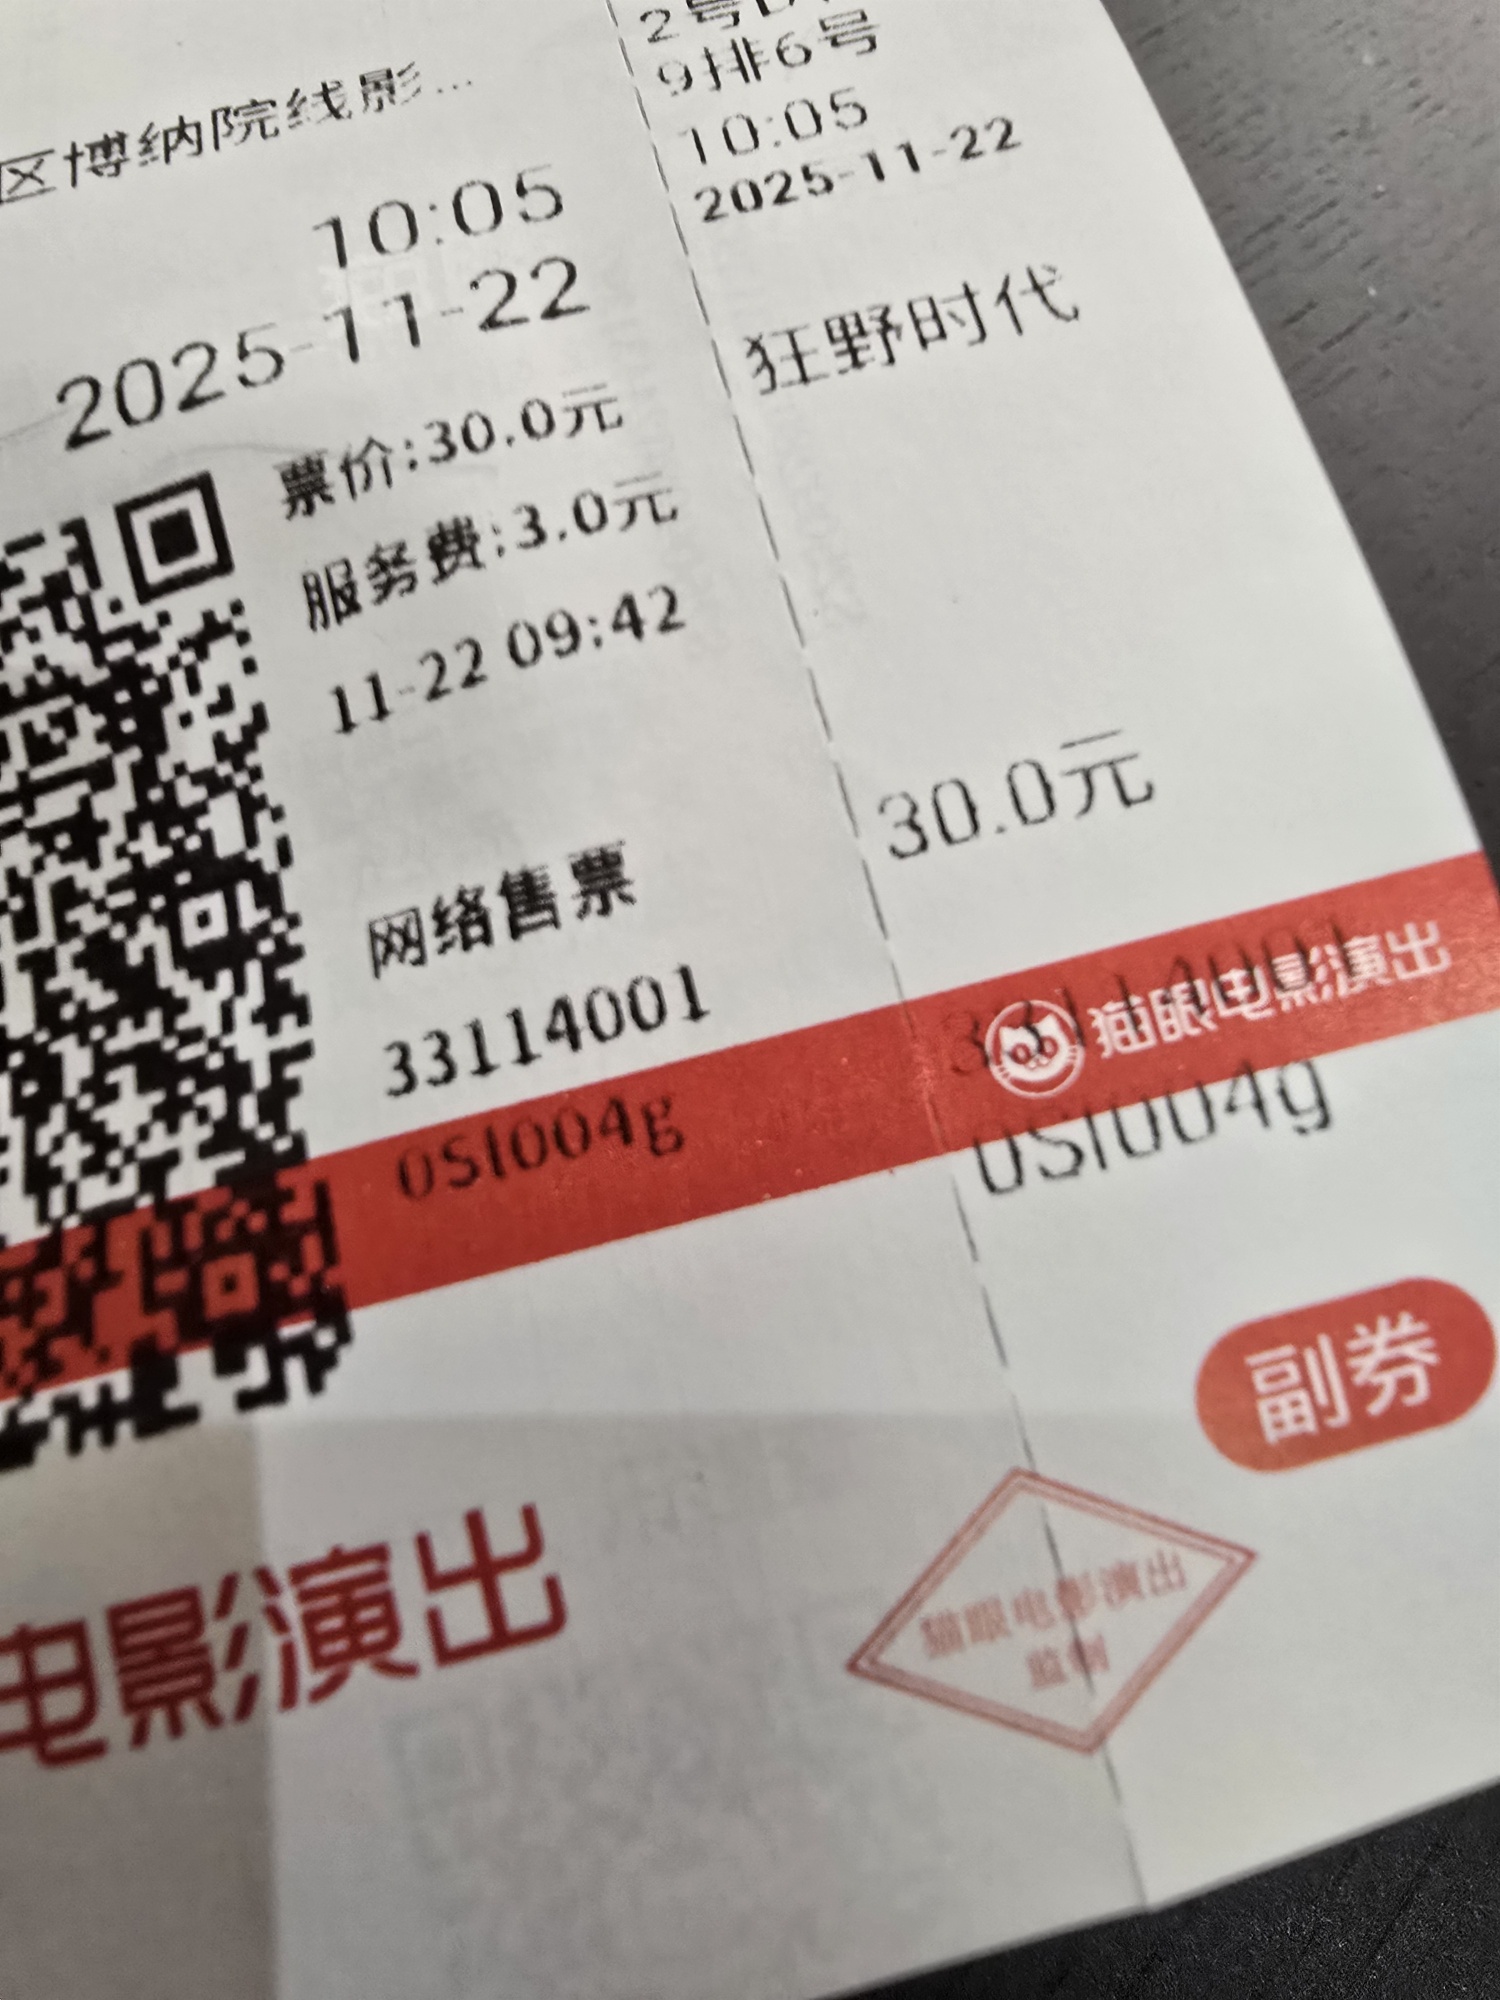 区博纳院线影...
10:05
2025-11-22
票价:30.0元
服务费:3.0元
11-22 09:42
网络售票
33114001
0SI004g
电影演出
2号
9排6号
10:05
2025-11-22
狂野时代
30.0元
33114001
猫眼电影演出
0SI004g
副券
猫眼电影演出
监制